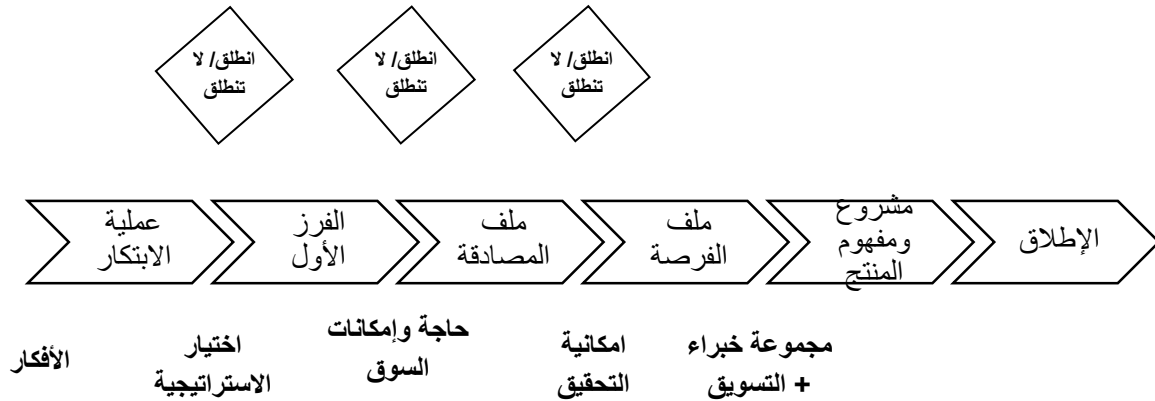 انطلق/ لا
تنطلق
انطلق/ لا
تنطلق
انطلق/ لا
تنطلق
عملية
الابتكار
الفرز
الأول
ملف
المصادقة
ملف
الفرصة
مشروع
ومفهوم
المنتج
الإطلاق
الأفكار
اختيار
الاستراتيجية
حاجة وإمكانات
السوق
امكانية
التحقيق
مجموعة خبراء
+ التسويق